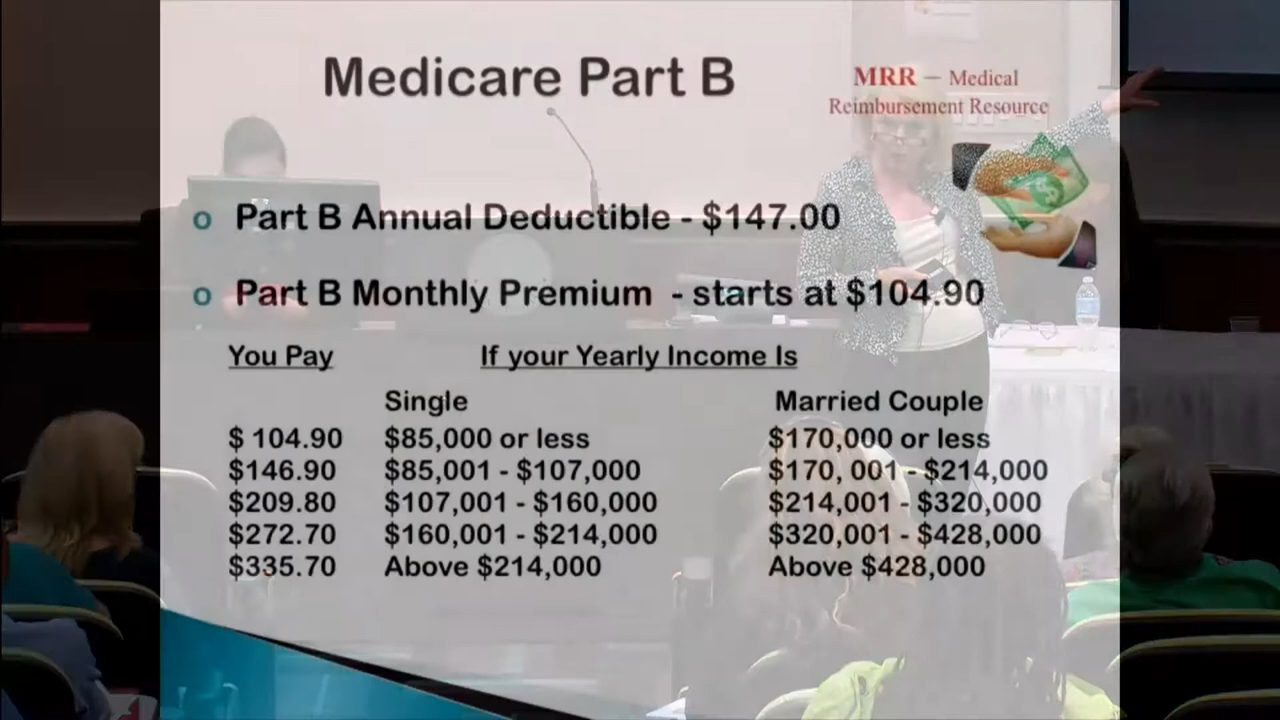 Medicare Part B
MRR – Medical
Reimbursement Resource
o Part B Annual Deductible - $147.00
o Part B Monthly Premium - starts at $104.90
You Pay If your Yearly Income Is
Single Married Couple
$ 104.90 $85,000 or less $170,000 or less
$146.90 $85,001 - $107,000 $170, 001 - $214,000
$209.80 $107,001 - $160,000 $214,001 - $320,000
$272.70 $160,001 - $214,000 $320,001 - $428,000
$335.70 Above $214,000 Above $428,000